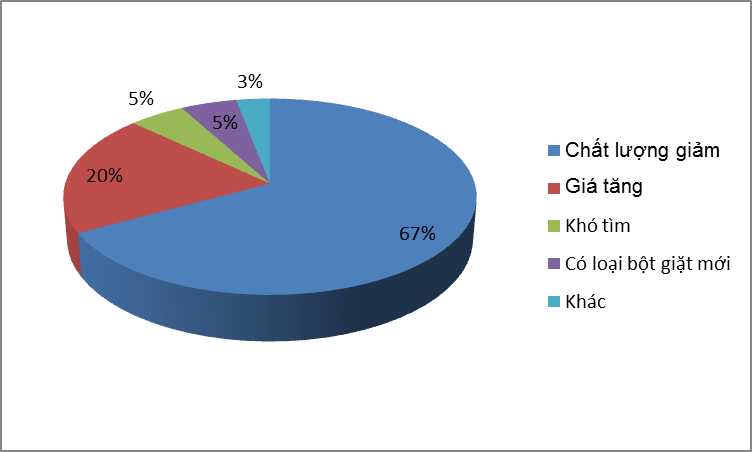 3%
5%
5%
20%
67%
Chất lượng giảm
Giá tăng
Khó tìm
Có loại bột giặt mới
Khác